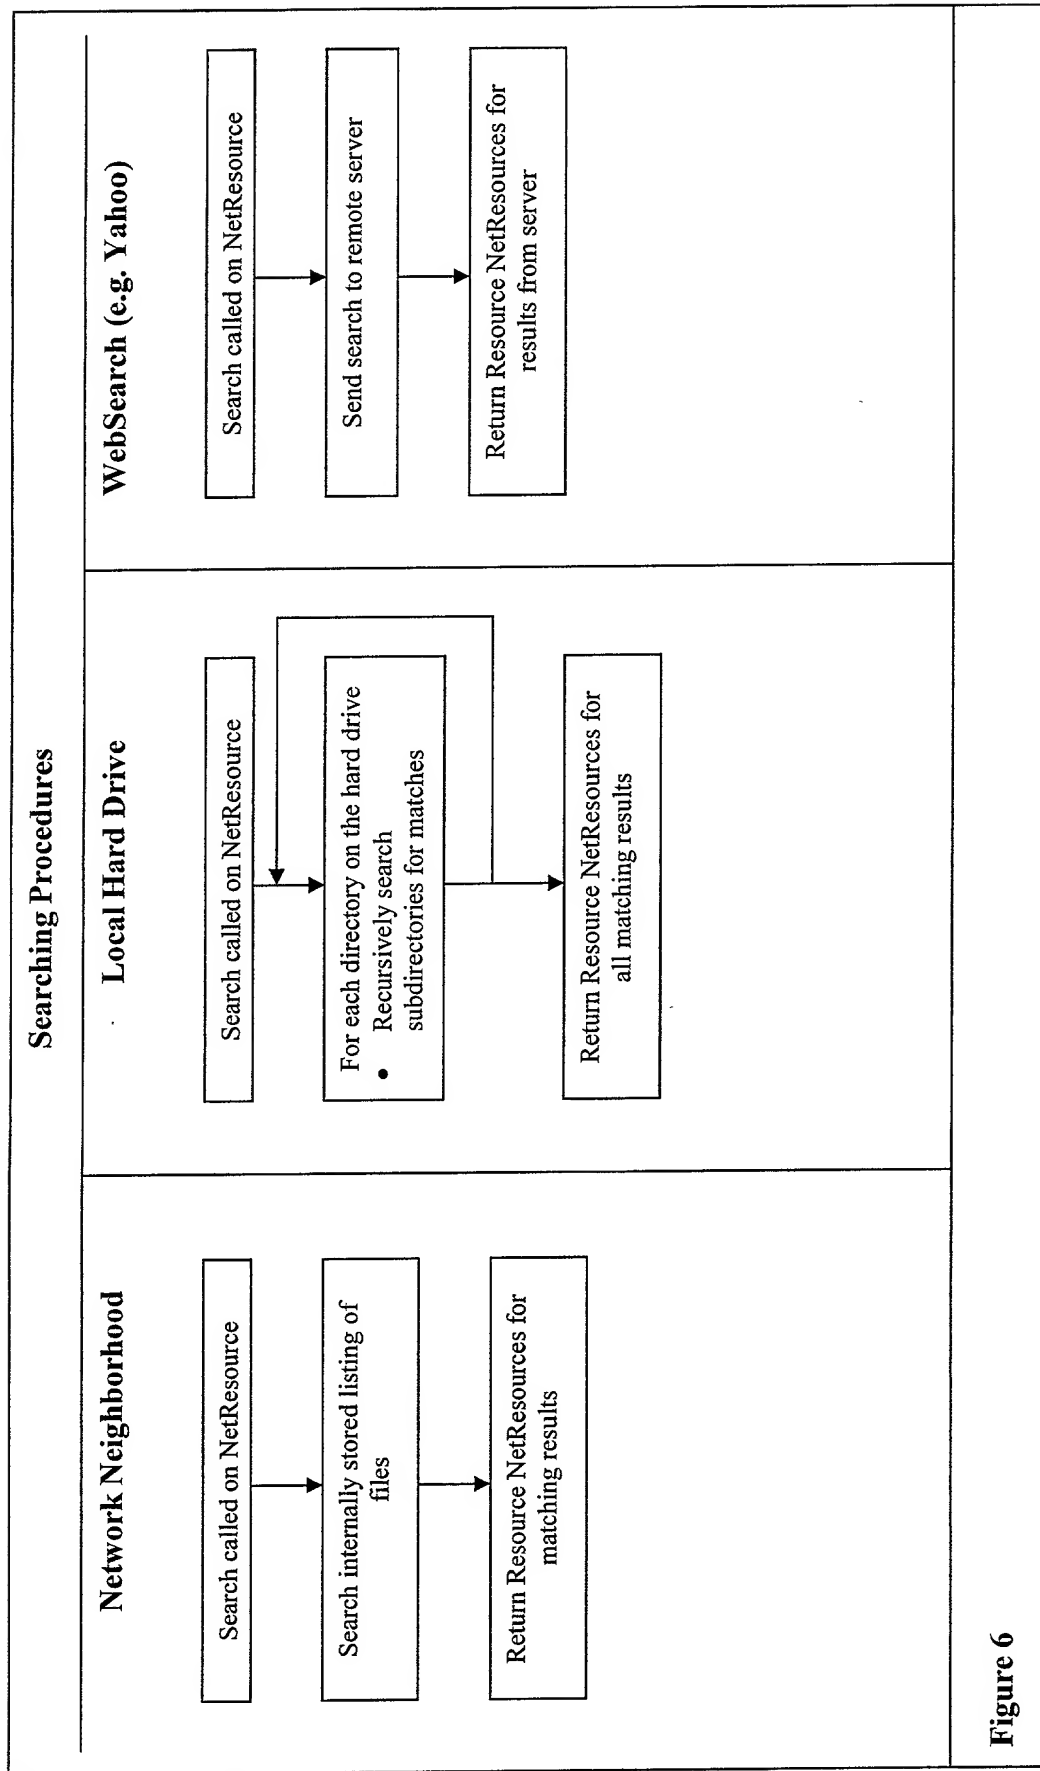 Searching Procedures
Network Neighborhood
Search called on NetResource
Search internally stored listing of
files
Return Resource NetResources for
matching results
Local Hard Drive
Search called on NetResource
For each directory on the hard drive
• Recursively search
subdirectories for matches
Return Resource NetResources for
all matching results
WebSearch (e.g. Yahoo)
Search called on NetResource
Send search to remote server
Return Resource NetResources for
results from server
Figure 6